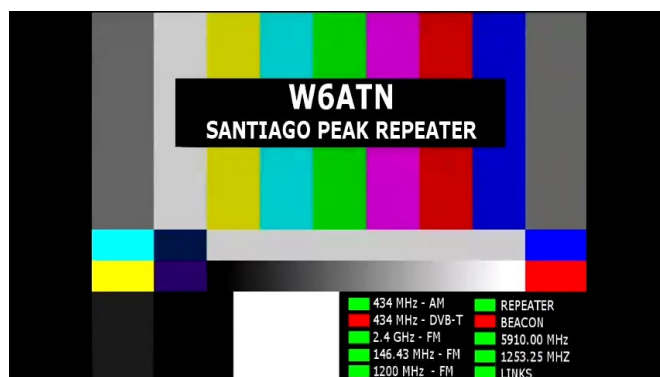 W6ATN
SANTIAGO PEAK REPEATER
434 MHz - AM
434 MHz - DVB-T
2.4 GHz - FM
146.43 MHz - FM
1200 MHz - FM
REPEATER
BEACON
5910.00 MHz
1253.25 MHZ
LINKS